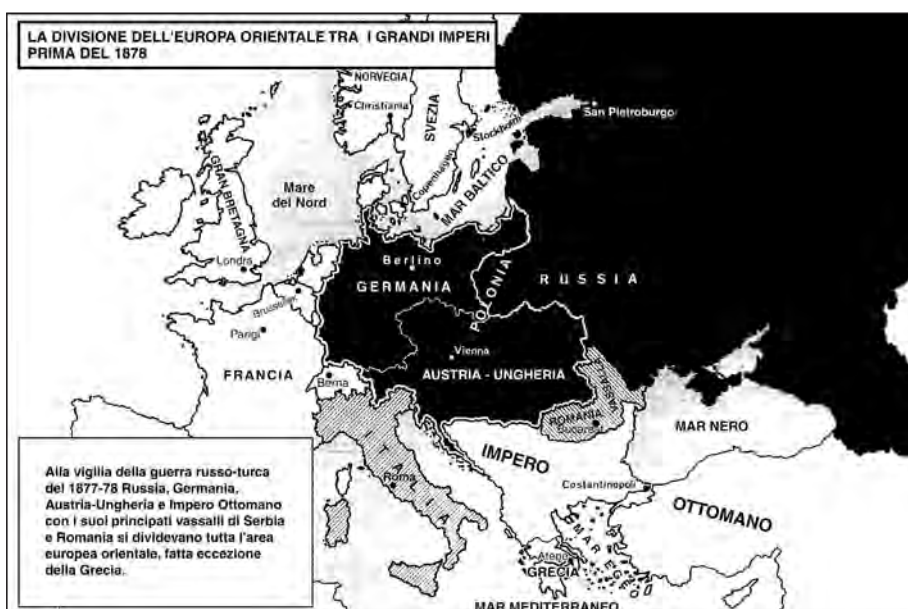 LA DIVISIONE DELL'EUROPA ORIENTALE TRA I GRANDI IMPERI
PRIMA DEL 1878
NORVEGIA
Christiania
SVEZIA
Stockholm
San Pietroburgo
GRAN BRETAGNA
Mare
del Nord
Copenhagen
MAR BALTICO
Londra
Berlino
GERMANIA
POLONIA
RUSSIA
Bruxelles
Parigi
Vienna
FRANCIA
Berna
AUSTRIA - UNGHERIA
VASSALLA
ROMANIA
Bucarest
MAR NERO
IMPERO
ITALIA
Roma
Costantinopoli
OTTOMANO
MAR EGEO
Atene
GRECIA
MAR MEDITERRANEO
Alla vigilia della guerra russo-turca
del 1877-78 Russia, Germania,
Austria-Ungheria e Impero Ottomano
con i suoi principati vassalli di Serbia
e Romania si dividevano tutta l'area
europea orientale, fatta eccezione
della Grecia.